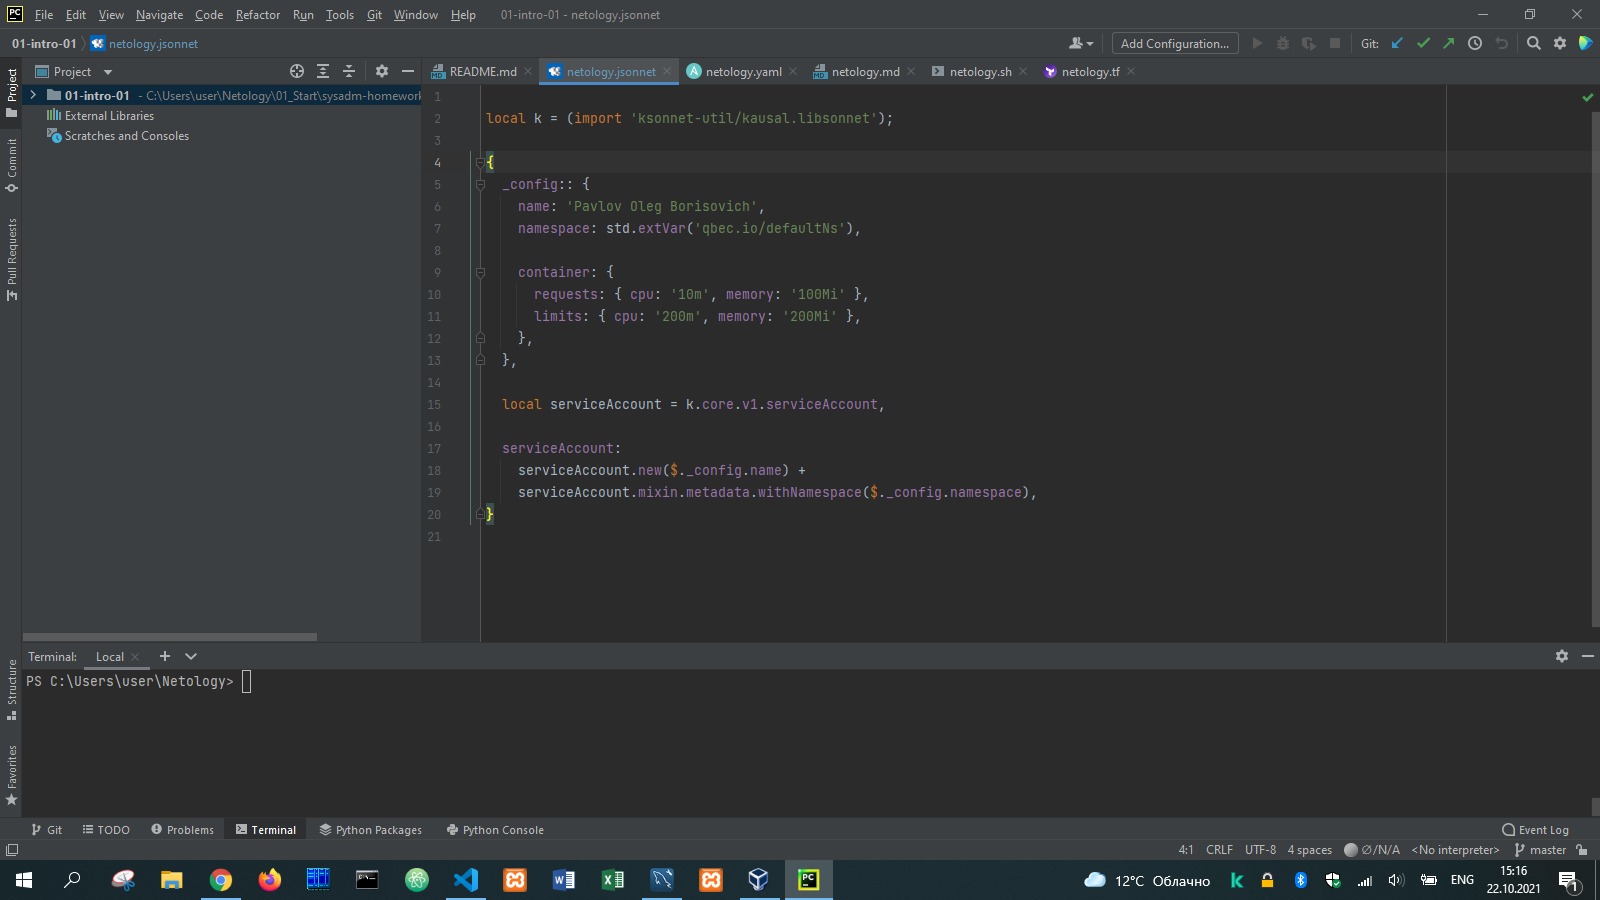 PC File Edit View Navigate Code Refactor Run Tools Git Window Help 01-intro-01 - netology.jsonnet
01-intro-01 netology.jsonnet Add Configuration... Git:
Project README.md netology.jsonnet netology.yaml netology.md netology.sh netology.tf
01-intro-01 - C:\Users\user\Netology\01_Start\sysadm-homework
External Libraries
Scratches and Consoles
Project
Commit
Pull Requests
Structure
Favorites
1
2 local k = (import 'ksonnet-util/kausal.libsonnet');
3
4 {
5 _config:: {
6 name: 'Pavlov Oleg Borisovich',
7 namespace: std.extVar('qbec.io/defaultNs'),
8
9 container: {
10 requests: { cpu: '10m', memory: '100Mi' },
11 limits: { cpu: '200m', memory: '200Mi' },
12 },
13 },
14
15 local serviceAccount = k.core.v1.serviceAccount,
16
17 serviceAccount:
18 serviceAccount.new($._config.name) +
19 serviceAccount.mixin.metadata.withNamespace($._config.namespace),
20 }
21
Terminal: Local
PS C:\Users\user\Netology>
Git TODO Problems Terminal Python Packages Python Console Event Log
4:1 CRLF UTF-8 4 spaces ∅/N/A <No interpreter> master
12°C Облачно ENG 15:16
22.10.2021
1